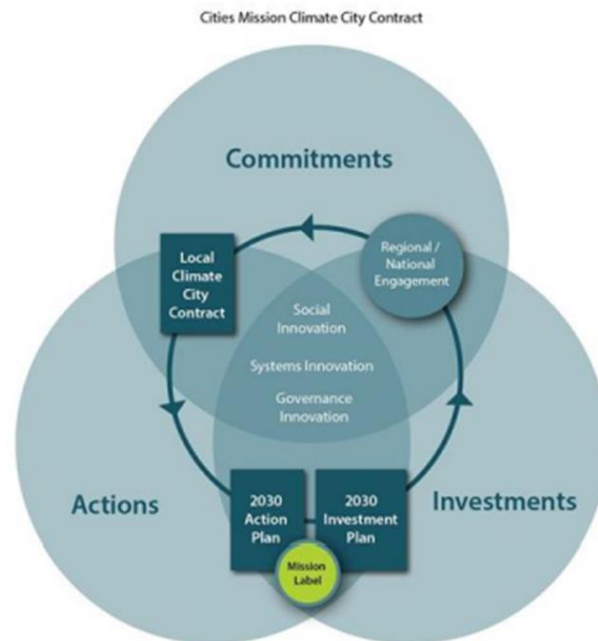 Cities Mission Climate City Contract
Commitments
Local
Climate
City
Contract
Regional /
National
Engagement
Social
Innovation
Systems Innovation
Governance
Innovation
Actions
2030
Action
Plan
2030
Investment
Plan
Investments
Mission
Label